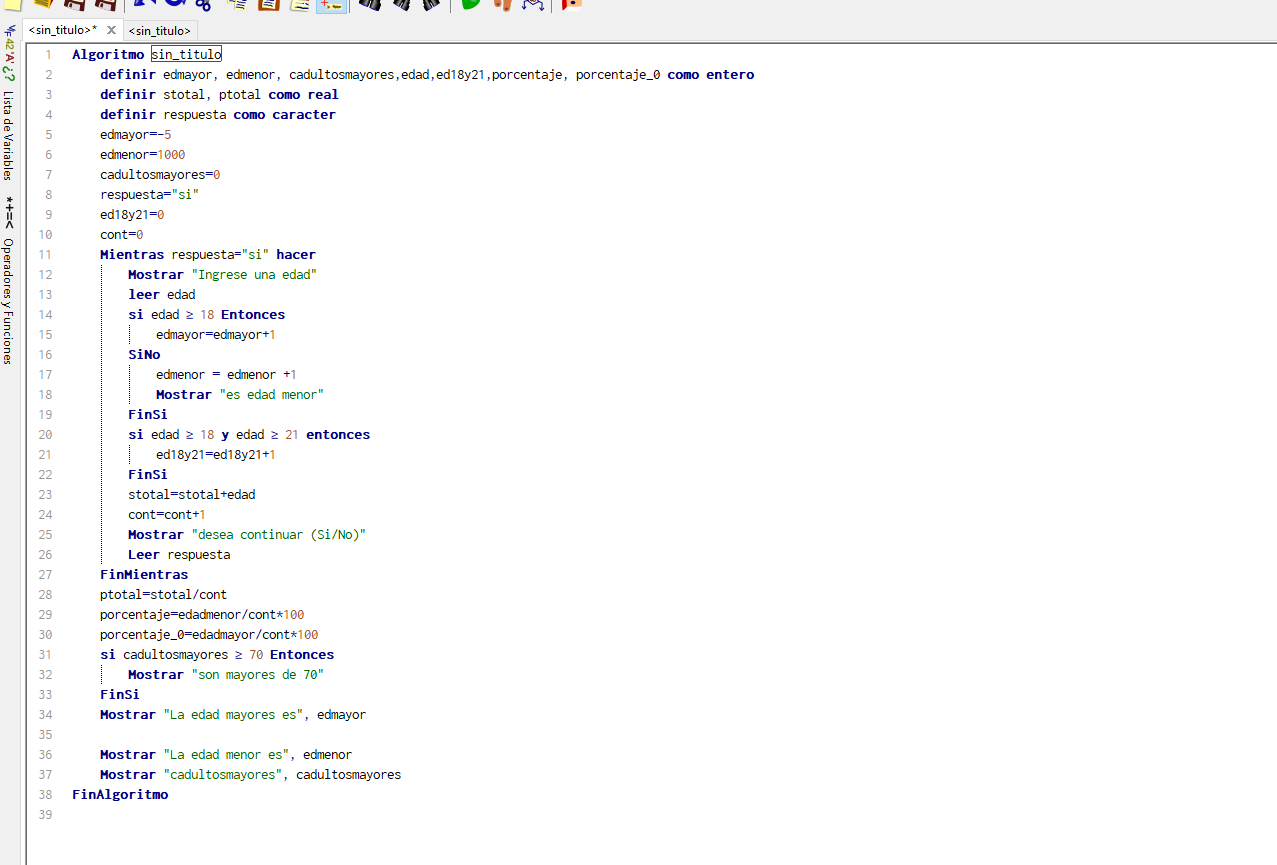 <sin_titulo>* X <sin_titulo>
42 'A' ¿?
Lista de Variables
*+=<
Operadores y Funciones
1 Algoritmo sin_titulo
2 definir edmayor, edmenor, cadultosmayores,edad,ed18y21,porcentaje, porcentaje_0 como entero
3 definir stotal, ptotal como real
4 definir respuesta como caracter
5 edmayor=-5
6 edmenor=1000
7 cadultosmayores=0
8 respuesta="si"
9 ed18y21=0
10 cont=0
11 Mientras respuesta="si" hacer
12 Mostrar "Ingrese una edad"
13 leer edad
14 si edad ≥ 18 Entonces
15 edmayor=edmayor+1
16 SiNo
17 edmenor = edmenor +1
18 Mostrar "es edad menor"
19 FinSi
20 si edad ≥ 18 y edad ≥ 21 entonces
21 ed18y21=ed18y21+1
22 FinSi
23 stotal=stotal+edad
24 cont=cont+1
25 Mostrar "desea continuar (Si/No)"
26 Leer respuesta
27 FinMientras
28 ptotal=stotal/cont
29 porcentaje=edadmenor/cont*100
30 porcentaje_0=edadmayor/cont*100
31 si cadultosmayores ≥ 70 Entonces
32 Mostrar "son mayores de 70"
33 FinSi
34 Mostrar "La edad mayores es", edmayor
35
36 Mostrar "La edad menor es", edmenor
37 Mostrar "cadultosmayores", cadultosmayores
38 FinAlgoritmo
39